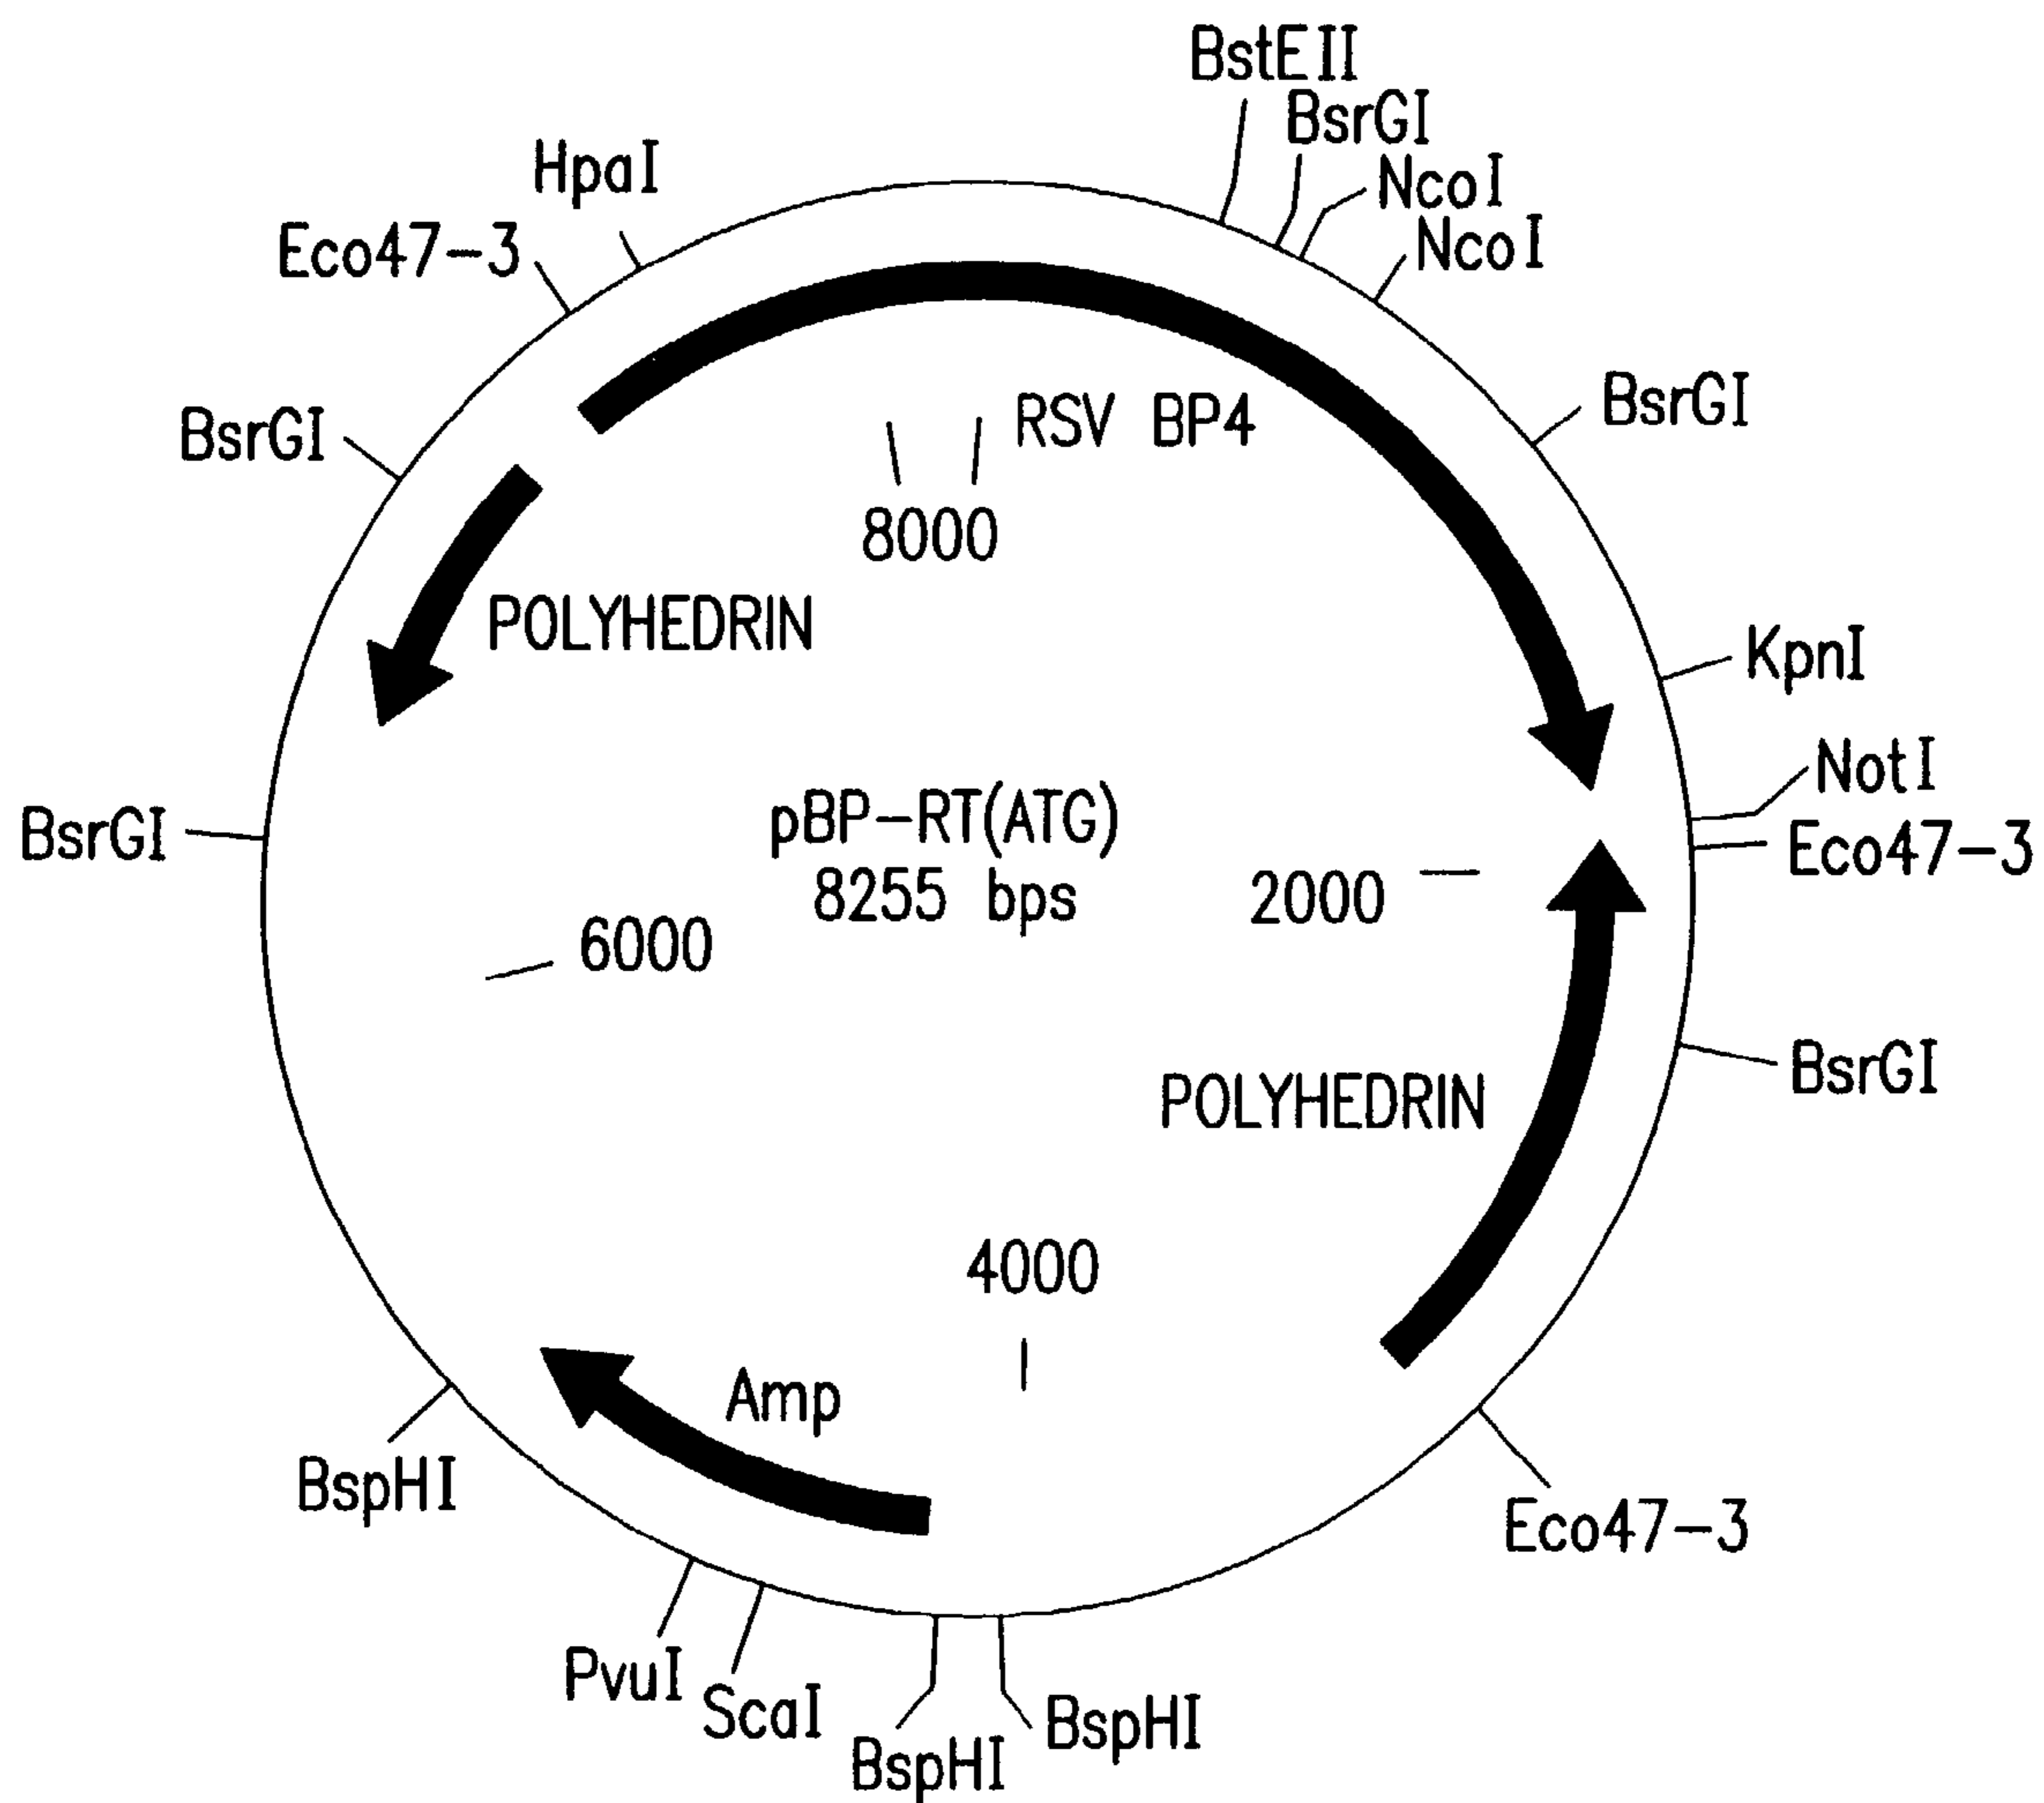 BstEII
BsrGI
NcoI
NcoI
HpaI
Eco47-3
BsrGI
BsrGI
RSV BP4
8000
POLYHEDRIN
KpnI
NotI
Eco47-3
BsrGI
pBP-RT(ATG)
8255 bps
2000
6000
BsrGI
POLYHEDRIN
4000
Amp
BspHI
Eco47-3
PvuI
ScaI
BspHI
BspHI